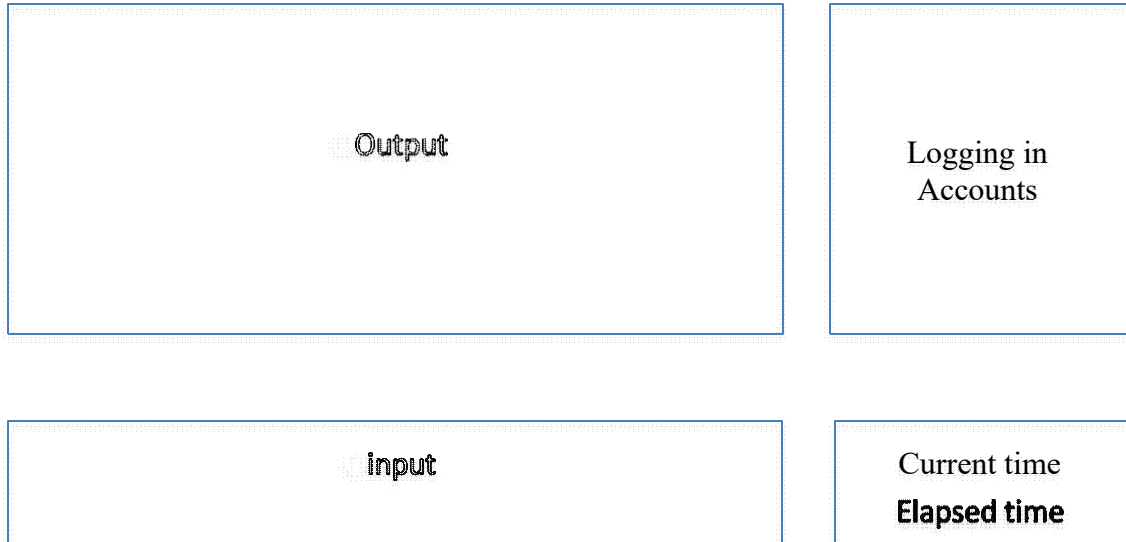 Output
Logging in
Accounts
input
Current time
Elapsed time